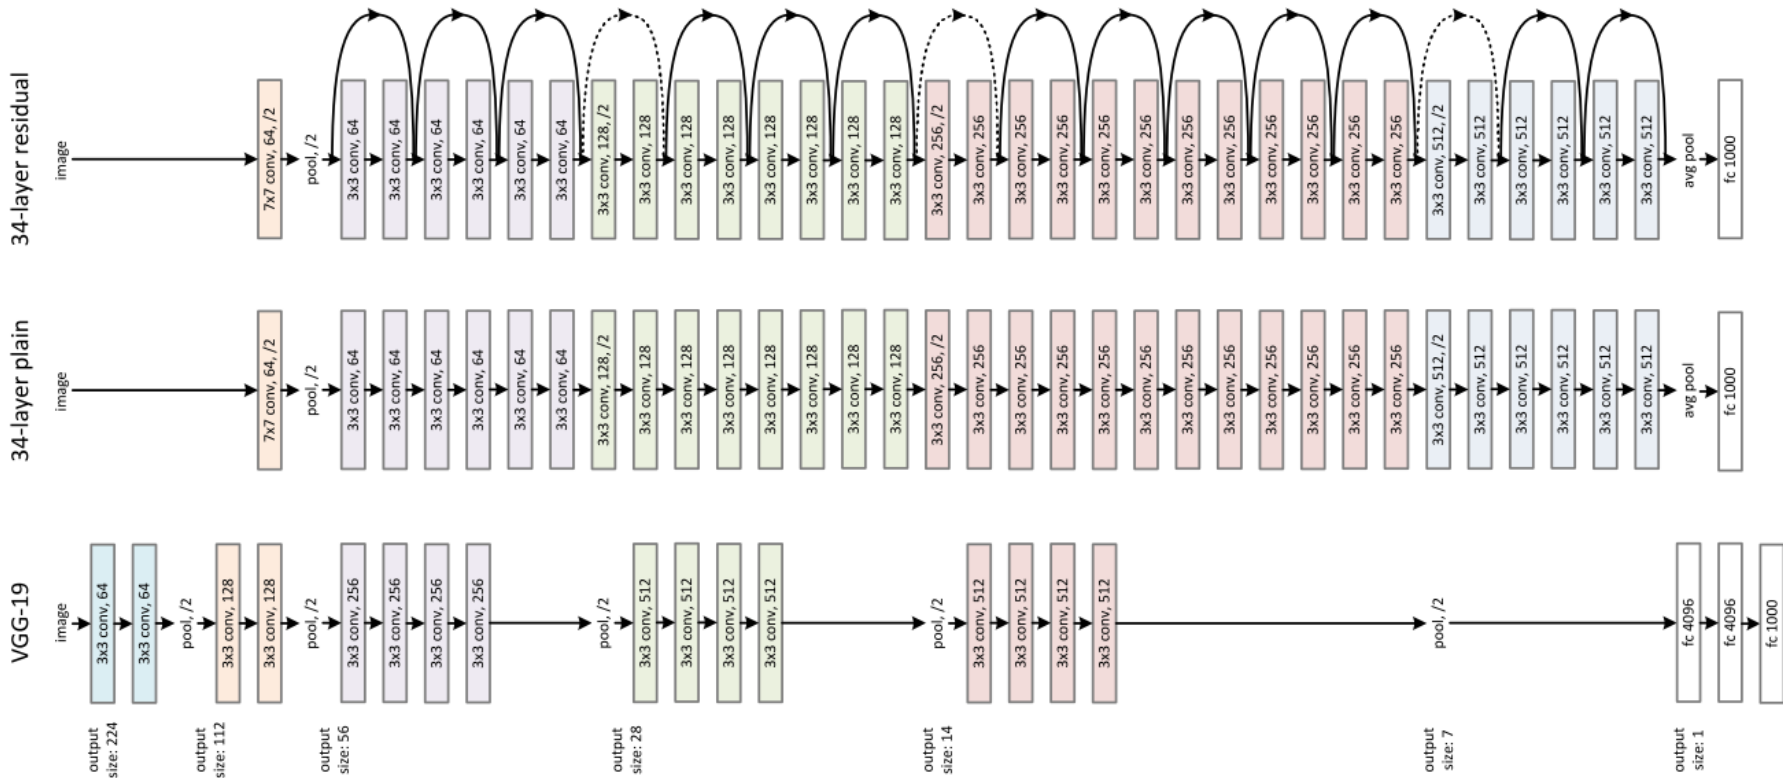 34-layer residual
image
7x7 conv, 64, /2
pool, /2
3x3 conv, 64
3x3 conv, 64
3x3 conv, 64
3x3 conv, 64
3x3 conv, 64
3x3 conv, 64
3x3 conv, 128, /2
3x3 conv, 128
3x3 conv, 128
3x3 conv, 128
3x3 conv, 128
3x3 conv, 128
3x3 conv, 128
3x3 conv, 128
3x3 conv, 256, /2
3x3 conv, 256
3x3 conv, 256
3x3 conv, 256
3x3 conv, 256
3x3 conv, 256
3x3 conv, 256
3x3 conv, 256
3x3 conv, 256
3x3 conv, 256
3x3 conv, 256
3x3 conv, 256
3x3 conv, 512, /2
3x3 conv, 512
3x3 conv, 512
3x3 conv, 512
3x3 conv, 512
3x3 conv, 512
avg pool
fc 1000
34-layer plain
image
7x7 conv, 64, /2
pool, /2
3x3 conv, 64
3x3 conv, 64
3x3 conv, 64
3x3 conv, 64
3x3 conv, 64
3x3 conv, 64
3x3 conv, 128, /2
3x3 conv, 128
3x3 conv, 128
3x3 conv, 128
3x3 conv, 128
3x3 conv, 128
3x3 conv, 128
3x3 conv, 128
3x3 conv, 256, /2
3x3 conv, 256
3x3 conv, 256
3x3 conv, 256
3x3 conv, 256
3x3 conv, 256
3x3 conv, 256
3x3 conv, 256
3x3 conv, 256
3x3 conv, 256
3x3 conv, 256
3x3 conv, 256
3x3 conv, 512, /2
3x3 conv, 512
3x3 conv, 512
3x3 conv, 512
3x3 conv, 512
3x3 conv, 512
avg pool
fc 1000
VGG-19
image
3x3 conv, 64
3x3 conv, 64
pool, /2
3x3 conv, 128
3x3 conv, 128
pool, /2
3x3 conv, 256
3x3 conv, 256
3x3 conv, 256
3x3 conv, 256
pool, /2
3x3 conv, 512
3x3 conv, 512
3x3 conv, 512
3x3 conv, 512
pool, /2
3x3 conv, 512
3x3 conv, 512
3x3 conv, 512
3x3 conv, 512
pool, /2
fc 4096
fc 4096
fc 1000
output
size: 224
output
size: 112
output
size: 56
output
size: 28
output
size: 14
output
size: 7
output
size: 1